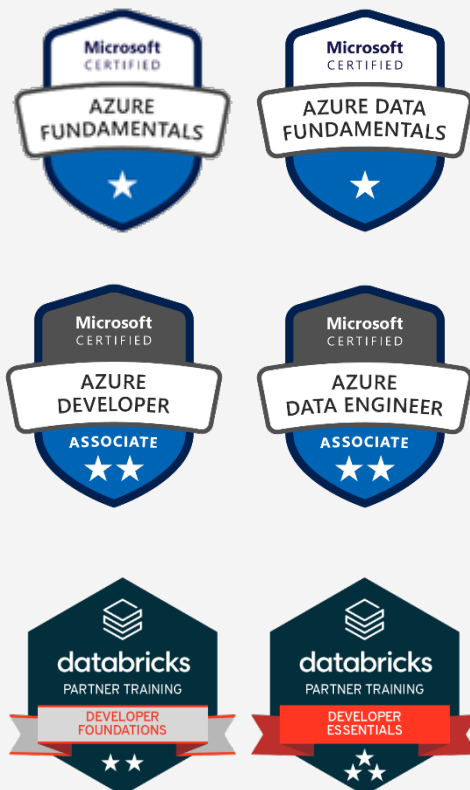 Microsoft
CERTIFIED
AZURE
FUNDAMENTALS
Microsoft
CERTIFIED
AZURE DATA
FUNDAMENTALS
Microsoft
CERTIFIED
AZURE
DEVELOPER
ASSOCIATE
Microsoft
CERTIFIED
AZURE
DATA ENGINEER
ASSOCIATE
databricks
PARTNER TRAINING
DEVELOPER
FOUNDATIONS
databricks
PARTNER TRAINING
DEVELOPER
ESSENTIALS